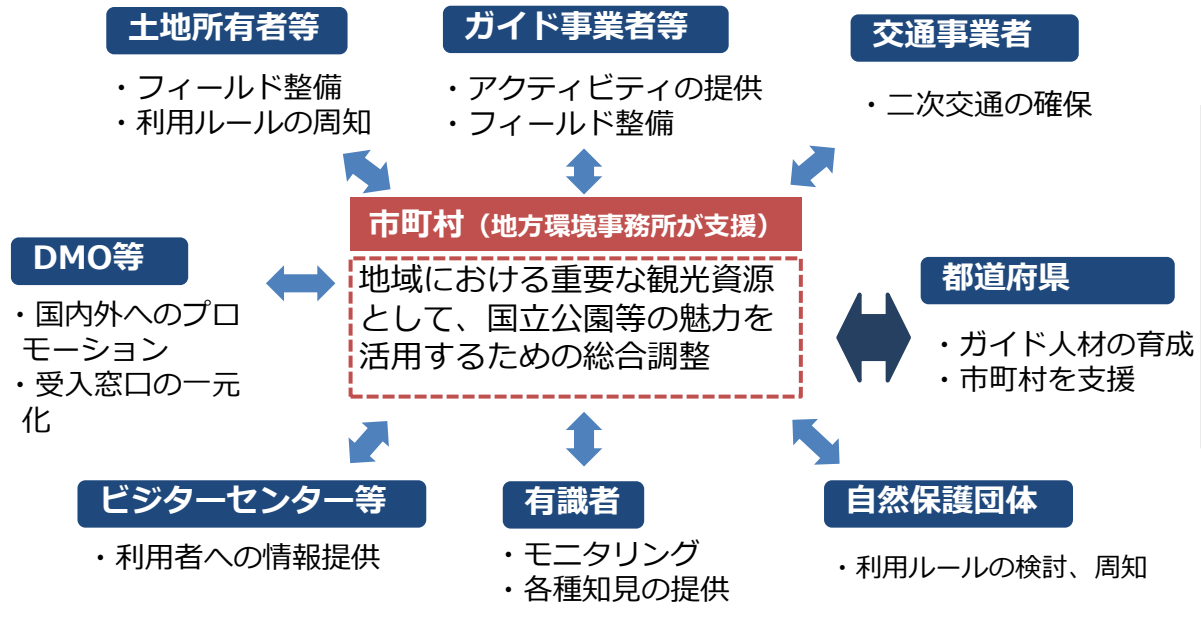 土地所有者等
・フィールド整備
・利用ルールの周知
ガイド事業者等
・アクティビティの提供
・フィールド整備
交通事業者
・二次交通の確保
市町村（地方環境事務所が支援）
地域における重要な観光資源
として、国立公園等の魅力を
活用するための総合調整
DMO等
・国内外へのプロ
モーション
・受入窓口の一元
化
都道府県
・ガイド人材の育成
・市町村を支援
ビジターセンター等
・利用者への情報提供
有識者
・モニタリング
・各種知見の提供
自然保護団体
・利用ルールの検討、周知